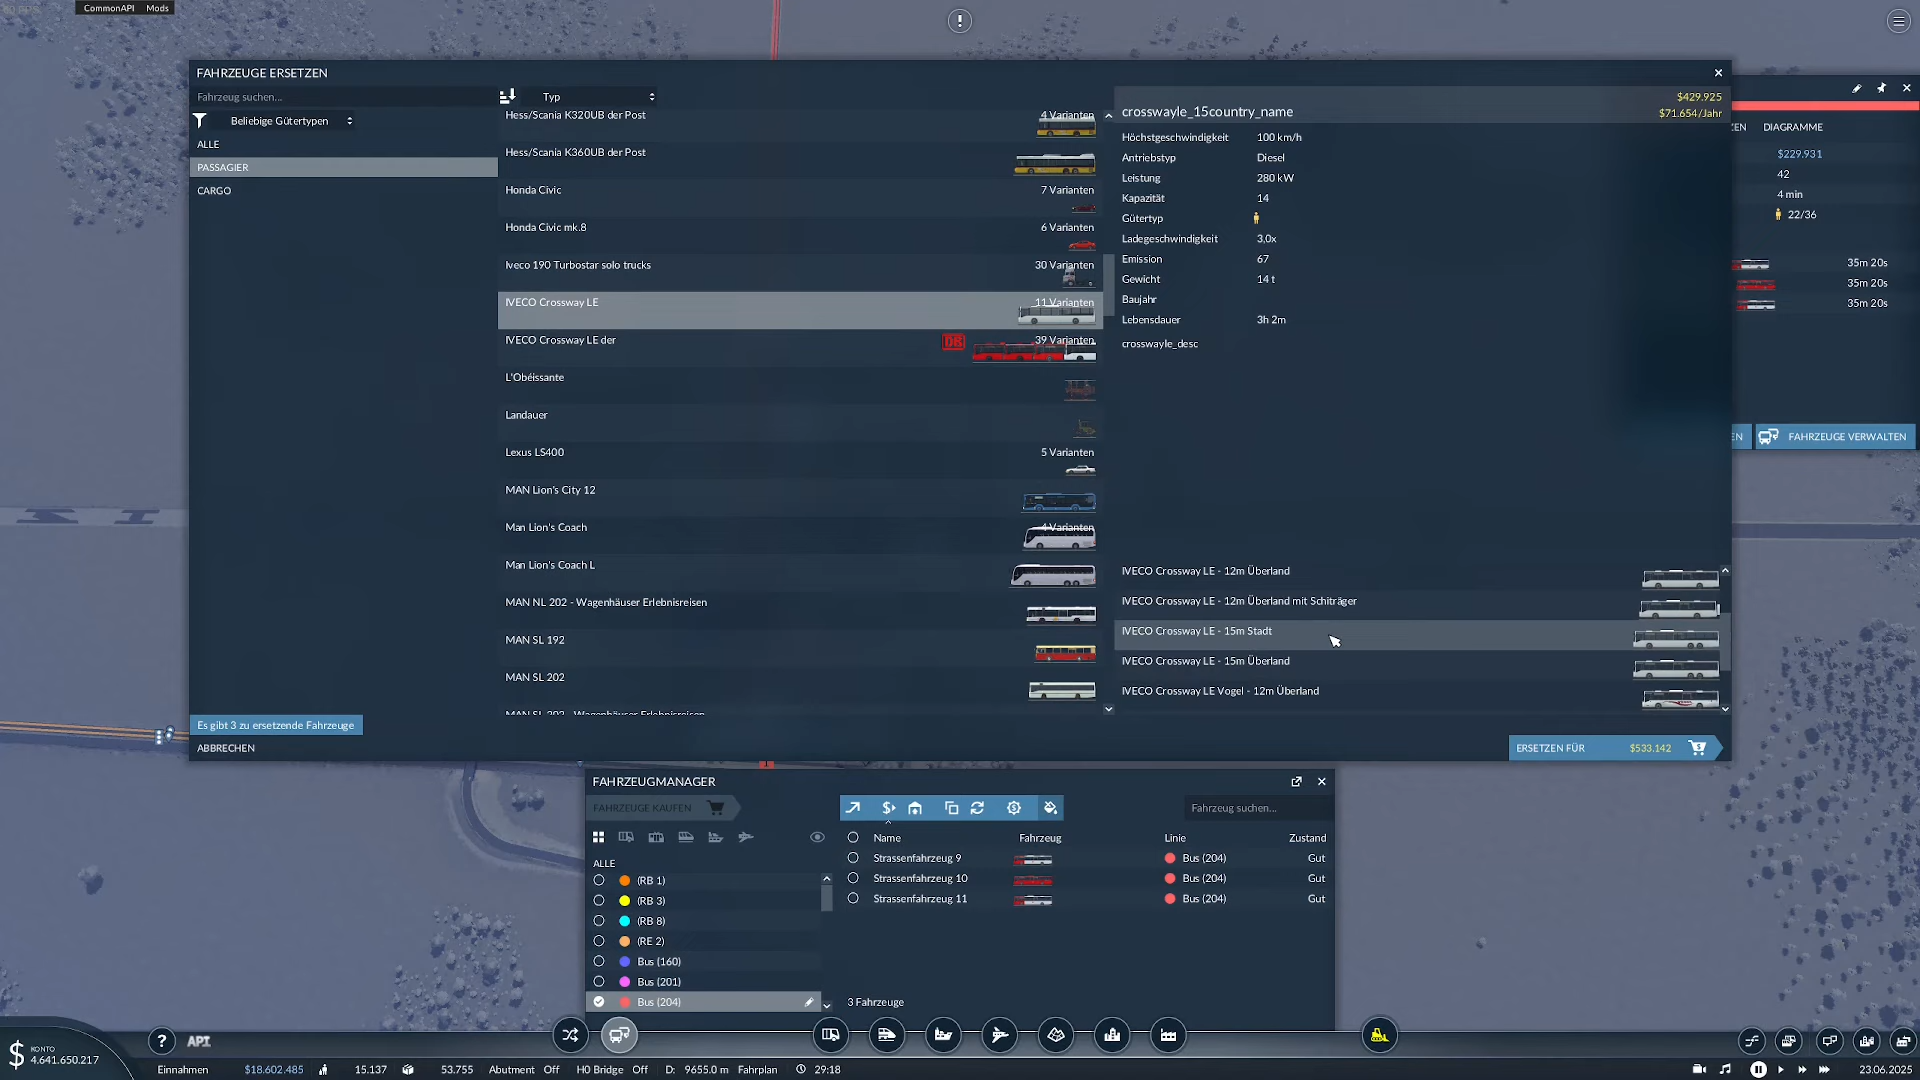 CommonAPI Mods
!
FAHRZEUGE ERSETZEN
Fahrzeug suchen...
Typ
Beliebige Gütertypen
ALLE
PASSAGIER
CARGO
Hess/Scania K320UB der Post 4 Varianten
Hess/Scania K360UB der Post
Honda Civic 7 Varianten
Honda Civic mk.8 6 Varianten
Iveco 190 Turbostar solo trucks 30 Varianten
IVECO Crossway LE 11 Varianten
IVECO Crossway LE der DB 39 Varianten
L'Obéissante
Landauer
Lexus LS400 5 Varianten
MAN Lion's City 12
Man Lion's Coach 4 Varianten
Man Lion's Coach L
MAN NL 202 - Wagenhäuser Erlebnisreisen
MAN SL 192
MAN SL 202
MAN SL 202 - Wagenhäuser Erlebnisreisen
$429.925
crosswayle_15country_name
$71.654/Jahr
Höchstgeschwindigkeit 100 km/h
Antriebstyp Diesel
Leistung 280 kW
Kapazität 14
Gütertyp
Ladegeschwindigkeit 3,0x
Emission 67
Gewicht 14 t
Baujahr
Lebensdauer 3h 2m
crosswayle_desc
IVECO Crossway LE - 12m Überland
IVECO Crossway LE - 12m Überland mit Schiträger
IVECO Crossway LE - 15m Stadt
IVECO Crossway LE - 15m Überland
IVECO Crossway LE Vogel - 12m Überland
Es gibt 3 zu ersetzende Fahrzeuge
ABBRECHEN
ERSETZEN FÜR $533.142
ZEN DIAGRAMME
$229.931
42
4 min
22/36
35m 20s
35m 20s
35m 20s
EN FAHRZEUGE VERWALTEN
FAHRZEUGMANAGER
FAHRZEUGE KAUFEN
Fahrzeug suchen...
Name Fahrzeug Linie Zustand
Strassenfahrzeug 9 Bus (204) Gut
Strassenfahrzeug 10 Bus (204) Gut
Strassenfahrzeug 11 Bus (204) Gut
ALLE
(RB 1)
(RB 3)
(RB 8)
(RE 2)
Bus (160)
Bus (201)
Bus (204)
3 Fahrzeuge
$ KONTO
4.641.650.217
? API
Einnahmen $18.602.485 15.137 53.755 Abutment Off H0 Bridge Off D: 9655.0 m Fahrplan 29:18
23.06.2025